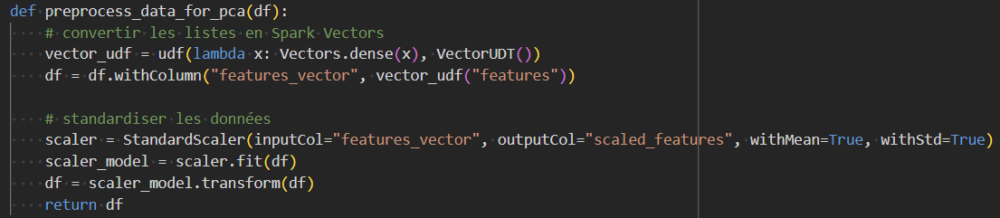 def preprocess_data_for_pca(df):
    # convertir les listes en Spark Vectors
    vector_udf = udf(lambda x: Vectors.dense(x), VectorUDT())
    df = df.withColumn("features_vector", vector_udf("features"))

    # standardiser les données
    scaler = StandardScaler(inputCol="features_vector", outputCol="scaled_features", withMean=True, withStd=True)
    scaler_model = scaler.fit(df)
    df = scaler_model.transform(df)
    return df